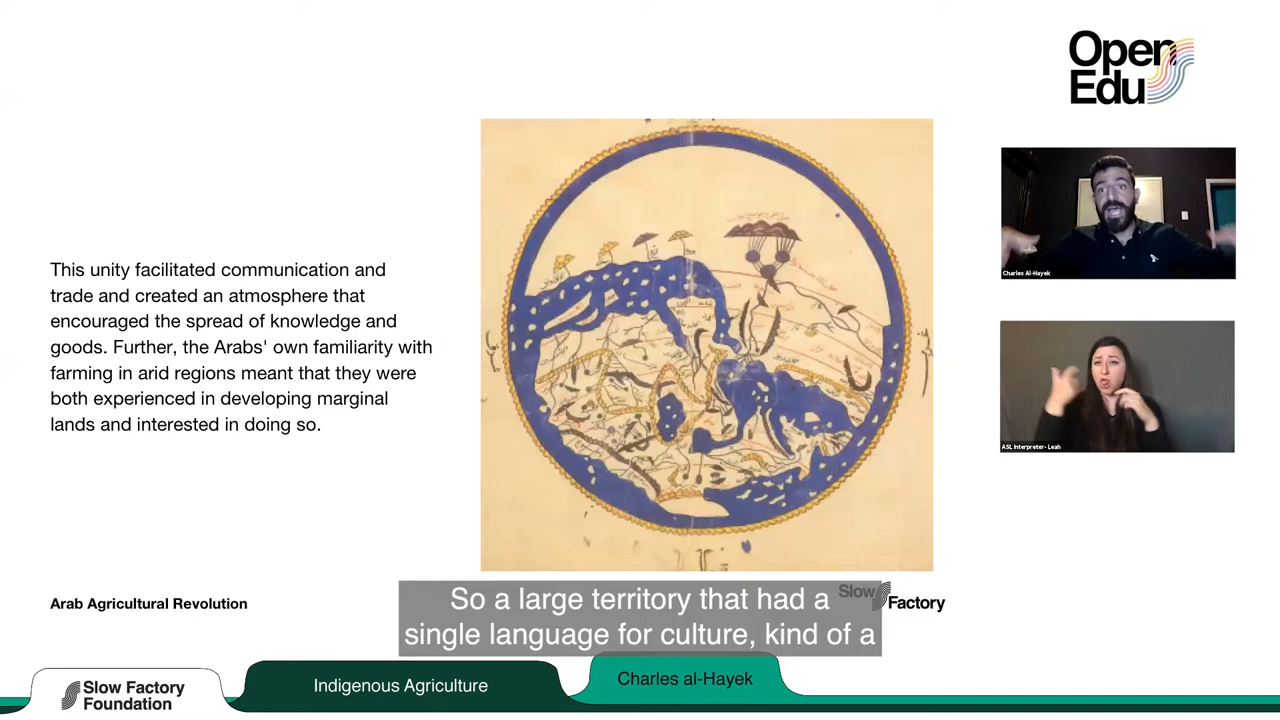 Open
Edu
This unity facilitated communication and
trade and created an atmosphere that
encouraged the spread of knowledge and
goods. Further, the Arabs' own familiarity with
farming in arid regions meant that they were
both experienced in developing marginal
lands and interested in doing so.
Charles Al-Hayek
ASL Interpreter- Leah
Arab Agricultural Revolution
Slow
Factory
So a large territory that had a
single language for culture, kind of a
Slow Factory
Foundation
Indigenous Agriculture
Charles al-Hayek